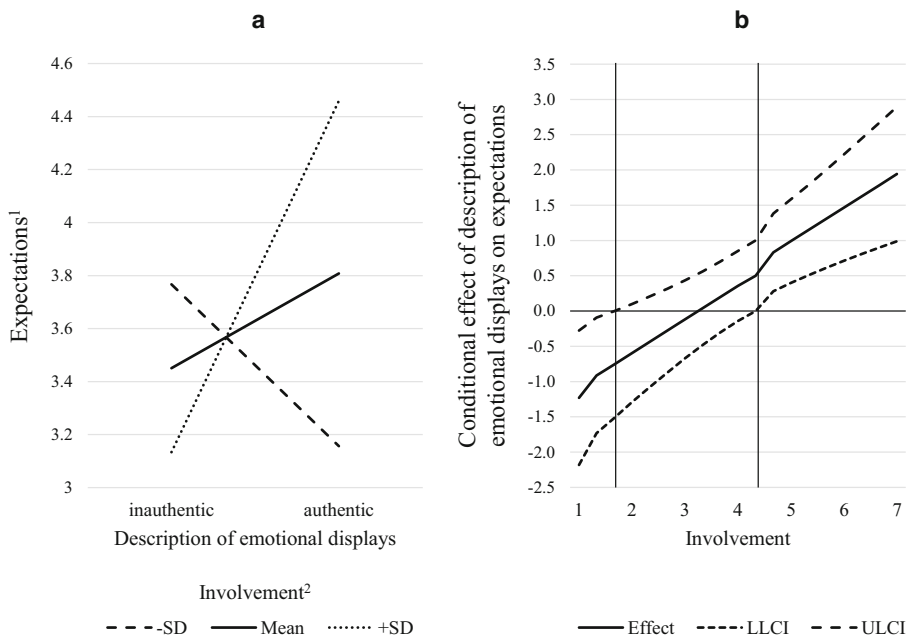 a
4.6
4.4
4.2
4
3.8
3.6
3.4
3.2
3
Expectations¹
inauthentic authentic
Description of emotional displays
Involvement²
-SD Mean +SD
b
3.5
3.0
2.5
2.0
1.5
1.0
0.5
0.0
-0.5
-1.0
-1.5
-2.0
-2.5
Conditional effect of description of
emotional displays on expectations
1 2 3 4 5 6 7
Involvement
Effect LLCI ULCI